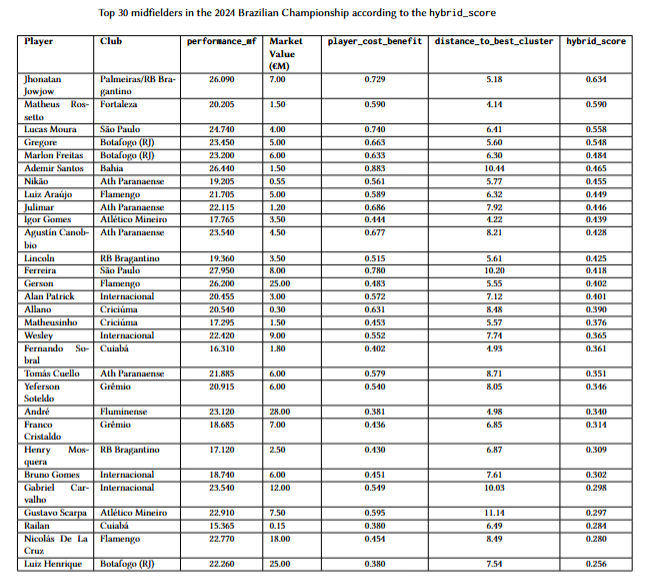 Top 30 midfielders in the 2024 Brazilian Championship according to the hybrid_score
Player Club performance_mf Market Value (€M) player_cost_benefit distance_to_best_cluster hybrid_score
Jhonatan Palmeiras/RB Bra- 26.090 7.00 0.729 5.18 0.634
Jowjow gantino
Matheus Ros- Fortaleza 20.205 1.50 0.590 4.14 0.590
setto
Lucas Moura São Paulo 24.740 4.00 0.740 6.41 0.558
Gregore Botafogo (RJ) 23.450 5.00 0.663 5.60 0.548
Marlon Freitas Botafogo (RJ) 23.200 6.00 0.633 6.30 0.484
Ademir Santos Bahia 26.440 1.50 0.883 10.44 0.465
Nikão Ath Paranaense 19.205 0.55 0.561 5.77 0.455
Luiz Araújo Flamengo 21.705 5.00 0.589 6.32 0.449
Julimar Ath Paranaense 22.115 1.20 0.686 7.92 0.446
Igor Gomes Atlético Mineiro 17.765 3.50 0.444 4.22 0.439
Agustín Canob- Ath Paranaense 23.540 4.50 0.677 8.21 0.428
bio
Lincoln RB Bragantino 19.360 3.50 0.515 5.61 0.425
Ferreira São Paulo 27.950 8.00 0.780 10.20 0.418
Gerson Flamengo 26.200 25.00 0.483 5.55 0.402
Alan Patrick Internacional 20.455 3.00 0.572 7.12 0.401
Allano Criciúma 20.540 0.30 0.631 8.48 0.390
Matheusinho Criciúma 17.295 1.50 0.453 5.57 0.376
Wesley Internacional 22.420 9.00 0.552 7.74 0.365
Fernando So- Cuiabá 16.310 1.80 0.402 4.93 0.361
bral
Tomás Cuello Ath Paranaense 21.885 6.00 0.579 8.71 0.351
Yeferson Grêmio 20.915 6.00 0.540 8.05 0.346
Soteldo
André Fluminense 23.120 28.00 0.381 4.98 0.340
Franco Grêmio 18.685 7.00 0.436 6.85 0.314
Cristaldo
Henry Mos- RB Bragantino 17.120 2.50 0.430 6.87 0.309
quera
Bruno Gomes Internacional 18.740 6.00 0.451 7.61 0.302
Gabriel Car- Internacional 23.540 12.00 0.549 10.03 0.298
valho
Gustavo Scarpa Atlético Mineiro 22.910 7.50 0.595 11.14 0.297
Railan Cuiabá 15.365 0.15 0.380 6.49 0.284
Nicolás De La Flamengo 22.770 18.00 0.454 8.49 0.280
Cruz
Luiz Henrique Botafogo (RJ) 22.260 25.00 0.380 7.54 0.256